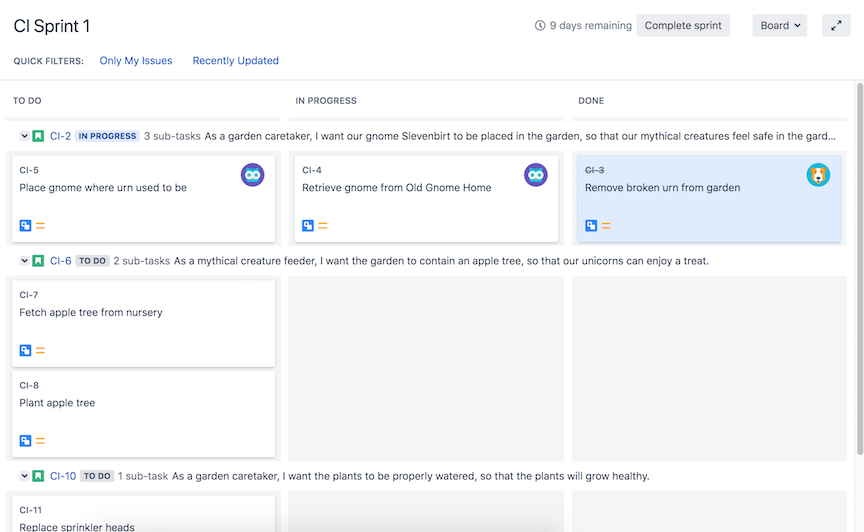 CI Sprint 1
9 days remaining
Complete sprint
Board
QUICK FILTERS:
Only My Issues
Recently Updated
TO DO
IN PROGRESS
DONE
CI-2 IN PROGRESS 3 sub-tasks As a garden caretaker, I want our gnome Slevenbirt to be placed in the garden, so that our mythical creatures feel safe in the gard...
CI-5
Place gnome where urn used to be
CI-4
Retrieve gnome from Old Gnome Home
CI-3
Remove broken urn from garden
CI-6 TO DO 2 sub-tasks As a mythical creature feeder, I want the garden to contain an apple tree, so that our unicorns can enjoy a treat.
CI-7
Fetch apple tree from nursery
CI-8
Plant apple tree
CI-10 TO DO 1 sub-task As a garden caretaker, I want the plants to be properly watered, so that the plants will grow healthy.
CI-11
Replace sprinkler heads